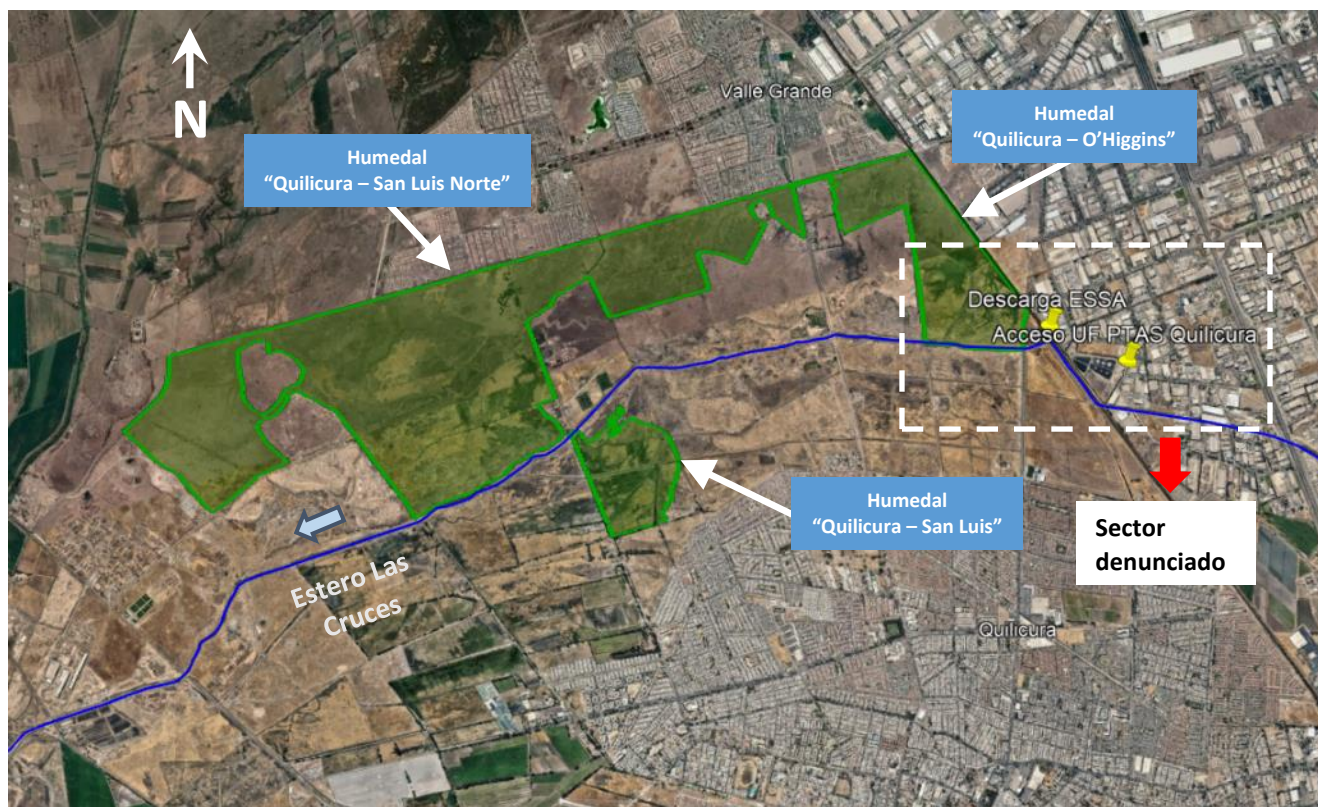 N
Valle Grande
Humedal
“Quilicura – San Luis Norte”
Humedal
“Quilicura – O’Higgins”
Descarga ESSA
Acceso UF PTAS Quilicura
Humedal
“Quilicura – San Luis”
Sector
denunciado
Estero Las
Cruces
Quilicura